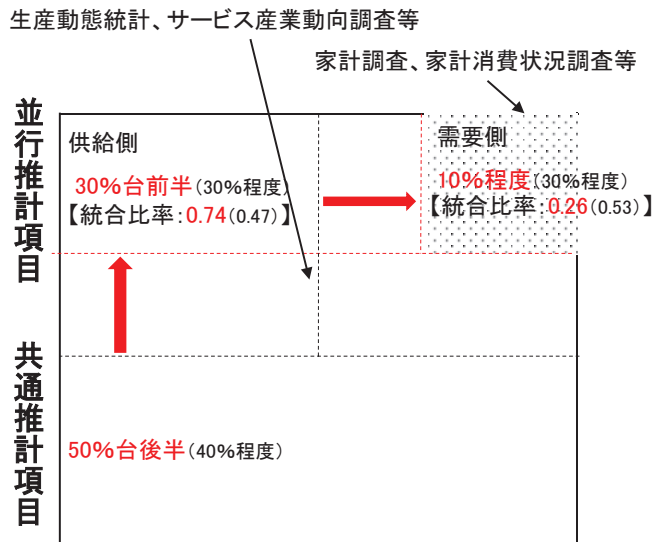 生産動態統計、サービス産業動向調査等
家計調査、家計消費状況調査等
並行推計項目
供給側
30%台前半(30%程度)
【統合比率:0.74(0.47)】
需要側
10%程度(30%程度)
【統合比率:0.26(0.53)】
共通推計項目
50%台後半(40%程度)